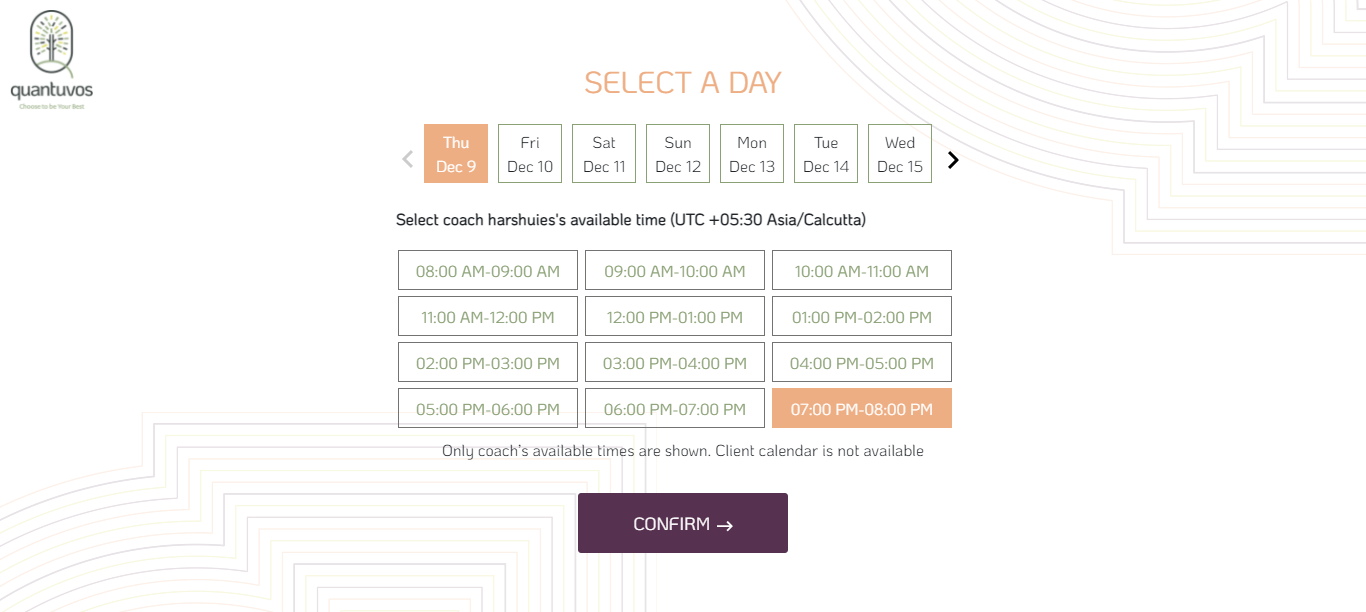 quantuvos
Choose to be Your Best
SELECT A DAY
Thu Fri Sat Sun Mon Tue Wed
Dec 9 Dec 10 Dec 11 Dec 12 Dec 13 Dec 14 Dec 15
Select coach harshuies's available time (UTC +05:30 Asia/Calcutta)
08:00 AM-09:00 AM 09:00 AM-10:00 AM 10:00 AM-11:00 AM
11:00 AM-12:00 PM 12:00 PM-01:00 PM 01:00 PM-02:00 PM
02:00 PM-03:00 PM 03:00 PM-04:00 PM 04:00 PM-05:00 PM
05:00 PM-06:00 PM 06:00 PM-07:00 PM 07:00 PM-08:00 PM
Only coach's available times are shown. Client calendar is not available
CONFIRM →